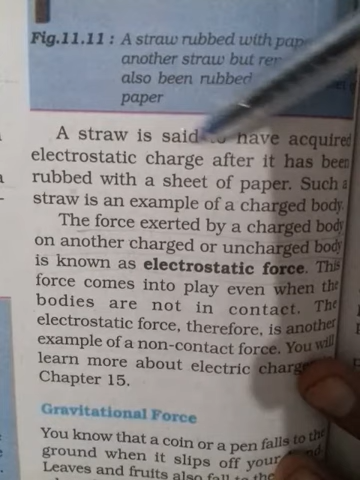 Fig.11.11 : A straw rubbed with
another straw but
also been rubbed
paper
A straw is said to have acquired
electrostatic charge after it has been
rubbed with a sheet of paper. Such a
straw is an example of a charged body.
The force exerted by a charged body
on another charged or uncharged body
is known as electrostatic force. This
force comes into play even when the
bodies are not in contact. The
electrostatic force, therefore, is another
example of a non-contact force. You will
learn more about electric
Chapter 15.
Gravitational Force
You know that a coin or a pen falls to the
ground when it slips off your
Leaves and fruits also fall to the